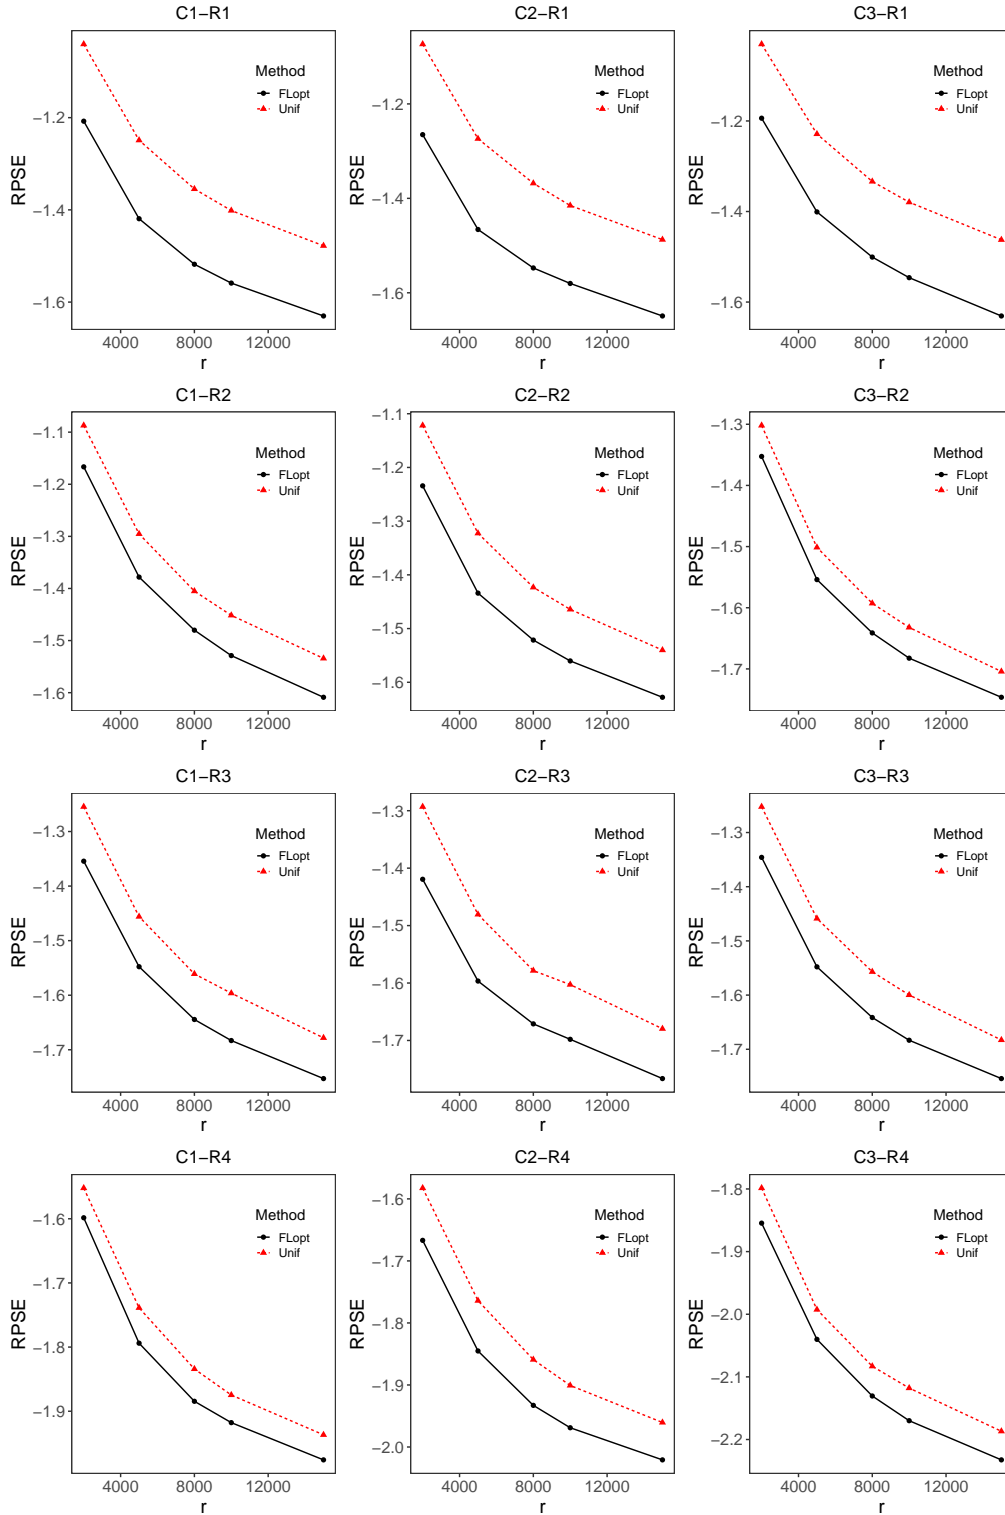 C1−R1
C2−R1
C3−R1
Method
FLopt
Unif
−1.2
−1.4
−1.6
RPSE
4000 8000 12000
r
Method
FLopt
Unif
−1.2
−1.4
−1.6
RPSE
4000 8000 12000
r
Method
FLopt
Unif
−1.2
−1.4
−1.6
RPSE
4000 8000 12000
r
C1−R2
C2−R2
C3−R2
Method
FLopt
Unif
−1.1
−1.2
−1.3
−1.4
−1.5
−1.6
RPSE
4000 8000 12000
r
Method
FLopt
Unif
−1.1
−1.2
−1.3
−1.4
−1.5
−1.6
RPSE
4000 8000 12000
r
Method
FLopt
Unif
−1.3
−1.4
−1.5
−1.6
−1.7
RPSE
4000 8000 12000
r
C1−R3
C2−R3
C3−R3
Method
FLopt
Unif
−1.3
−1.4
−1.5
−1.6
−1.7
RPSE
4000 8000 12000
r
Method
FLopt
Unif
−1.3
−1.4
−1.5
−1.6
−1.7
RPSE
4000 8000 12000
r
Method
FLopt
Unif
−1.3
−1.4
−1.5
−1.6
−1.7
RPSE
4000 8000 12000
r
C1−R4
C2−R4
C3−R4
Method
FLopt
Unif
−1.6
−1.7
−1.8
−1.9
RPSE
4000 8000 12000
r
Method
FLopt
Unif
−1.6
−1.7
−1.8
−1.9
−2.0
RPSE
4000 8000 12000
r
Method
FLopt
Unif
−1.8
−1.9
−2.0
−2.1
−2.2
RPSE
4000 8000 12000
r